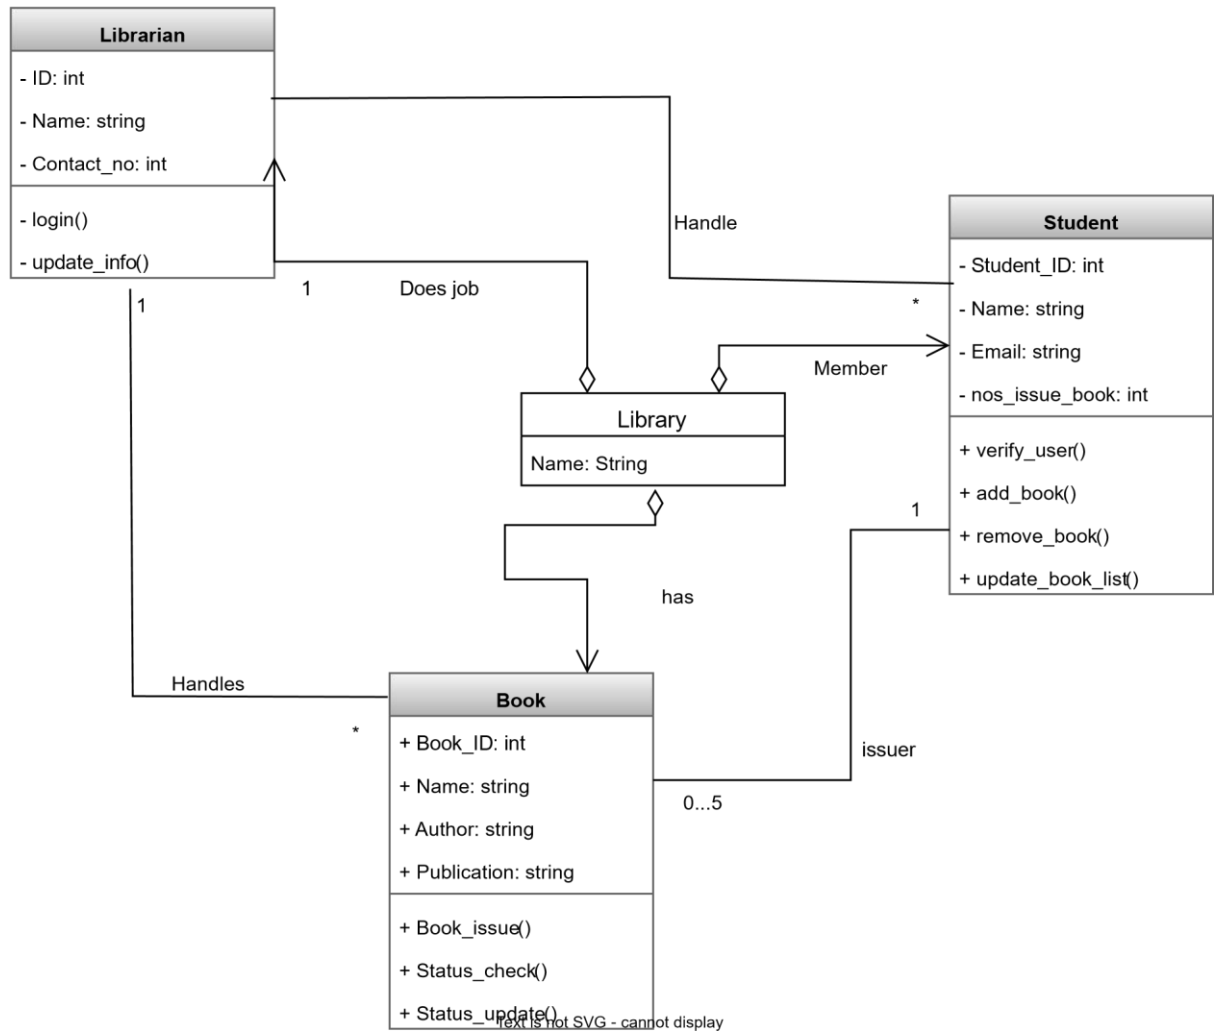 Librarian
- ID: int
- Name: string
- Contact_no: int
- login()
- update_info()
1
1
Does job
Handle
*
Student
- Student_ID: int
- Name: string
- Email: string
- nos_issue_book: int
+ verify_user()
+ add_book()
+ remove_book()
+ update_book_list()
Member
Library
Name: String
1
has
issuer
Handles
*
Book
+ Book_ID: int
+ Name: string
+ Author: string
+ Publication: string
+ Book_issue()
+ Status_check()
+ Status_update()
0...5
Text is not SVG - cannot display